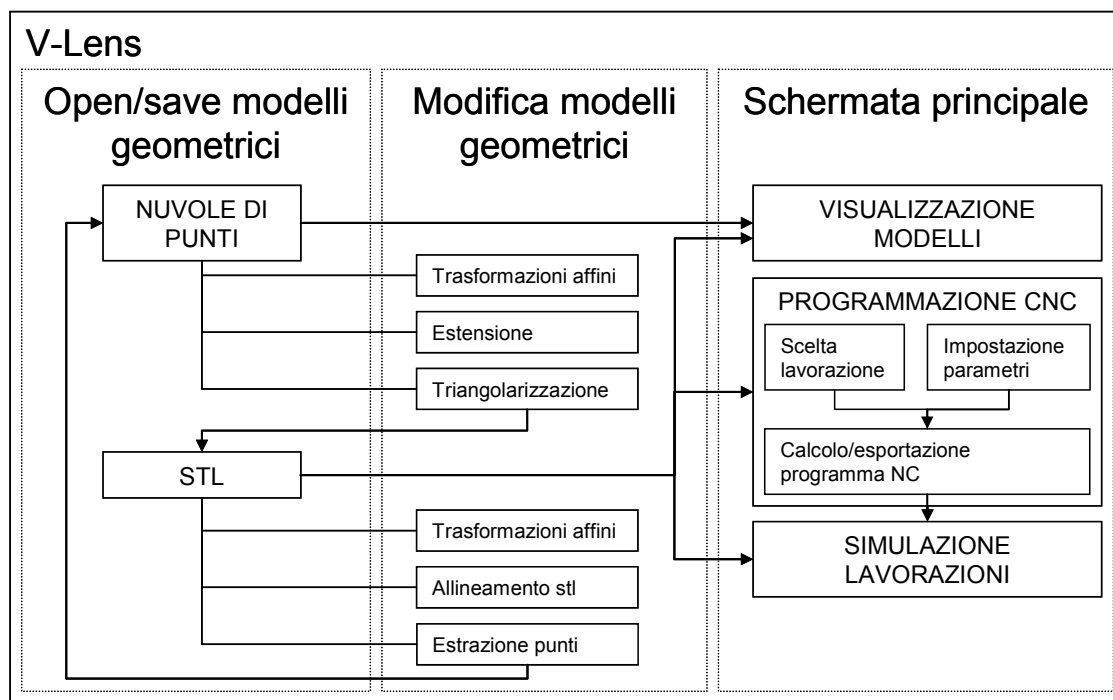 V-Lens
Open/save modelli
geometrici
NUVOLE DI
PUNTI
STL
Modifica modelli
geometrici
Trasformazioni affini
Estensione
Triangolarizzazione
Trasformazioni affini
Allineamento stl
Estrazione punti
Schermata principale
VISUALIZZAZIONE
MODELLI
PROGRAMMAZIONE CNC
Scelta
lavorazione
Impostazione
parametri
Calcolo/esportazione
programma NC
SIMULAZIONE
LAVORAZIONI